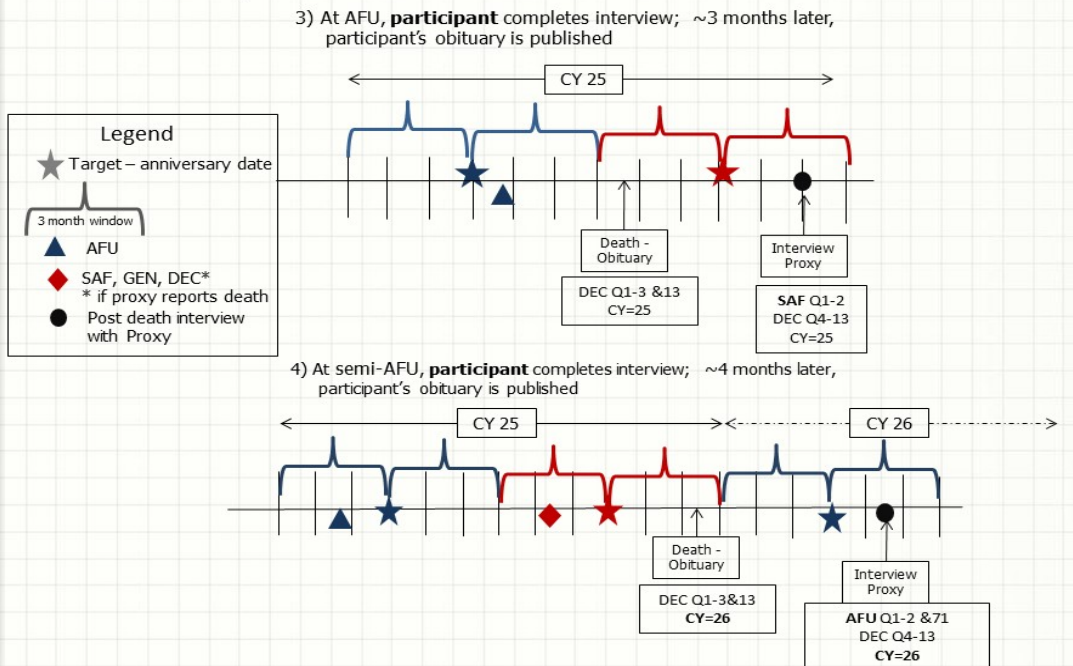 3) At AFU, participant completes interview; ~3 months later,
participant's obituary is published
CY 25
Legend
Target – anniversary date
3 month window
AFU
SAF, GEN, DEC*
* if proxy reports death
Post death interview
with Proxy
Death -
Obituary
DEC Q1-3 &13
CY=25
Interview
Proxy
SAF Q1-2
DEC Q4-13
CY=25
4) At semi-AFU, participant completes interview; ~4 months later,
participant's obituary is published
CY 25
CY 26
Death -
Obituary
DEC Q1-3&13
CY=26
Interview
Proxy
AFU Q1-2 &71
DEC Q4-13
CY=26